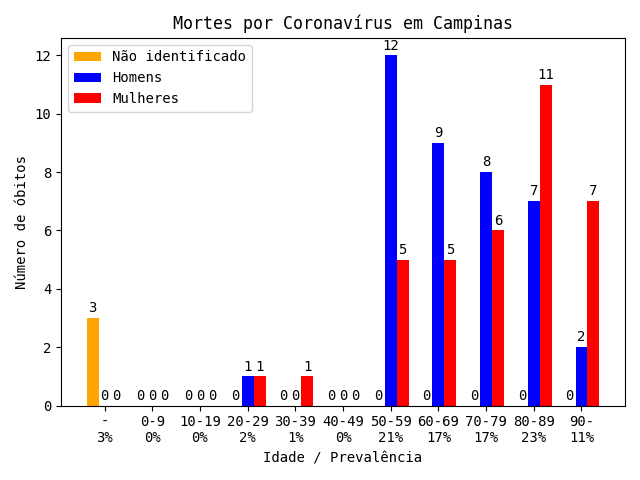 Mortes por Coronavírus em Campinas
Não identificado
Homens
Mulheres
Número de óbitos
12
10
8
6
4
2
0
3 0 0
0 0 0
0 0 0
0 1 1
0 0 1
0 0 0
0 12 5
0 9 5
0 8 6
0 7 11
0 2 7
- 0-9 10-19 20-29 30-39 40-49 50-59 60-69 70-79 80-89 90-
3% 0% 0% 2% 1% 0% 21% 17% 17% 23% 11%
Idade / Prevalência